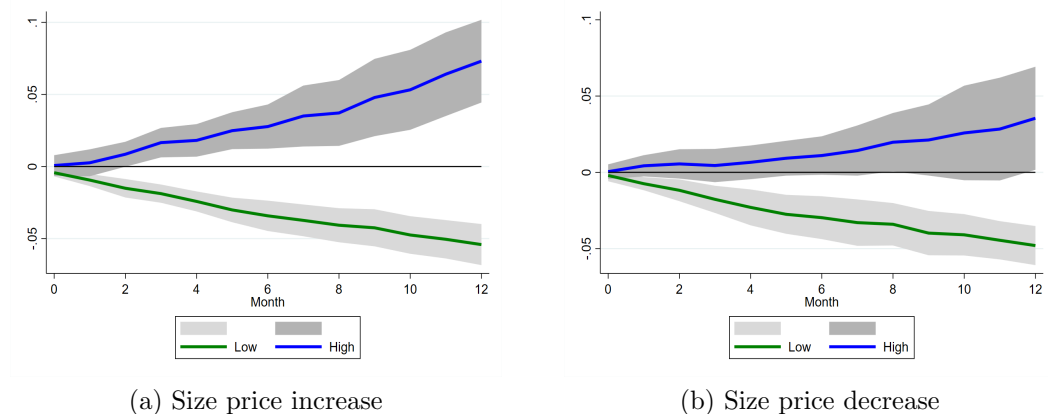 .1
.05
0
-.05
0 2 4 6 8 10 12
Month
Low High
(a) Size price increase
.1
.05
0
-.05
0 2 4 6 8 10 12
Month
Low High
(b) Size price decrease